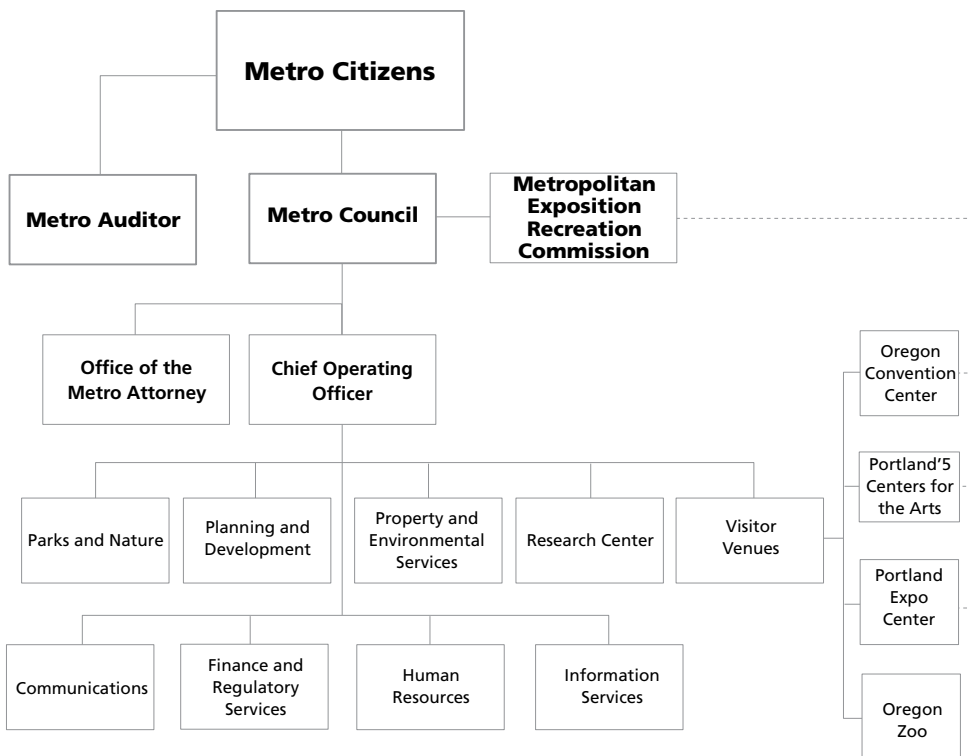 Metro Citizens
Metro Auditor
Metro Council
Metropolitan
Exposition
Recreation
Commission
Office of the
Metro Attorney
Chief Operating
Officer
Oregon
Convention
Center
Portland'5
Centers for
the Arts
Portland
Expo
Center
Oregon
Zoo
Parks and Nature
Planning and
Development
Property and
Environmental
Services
Research Center
Visitor
Venues
Communications
Finance and
Regulatory
Services
Human
Resources
Information
Services